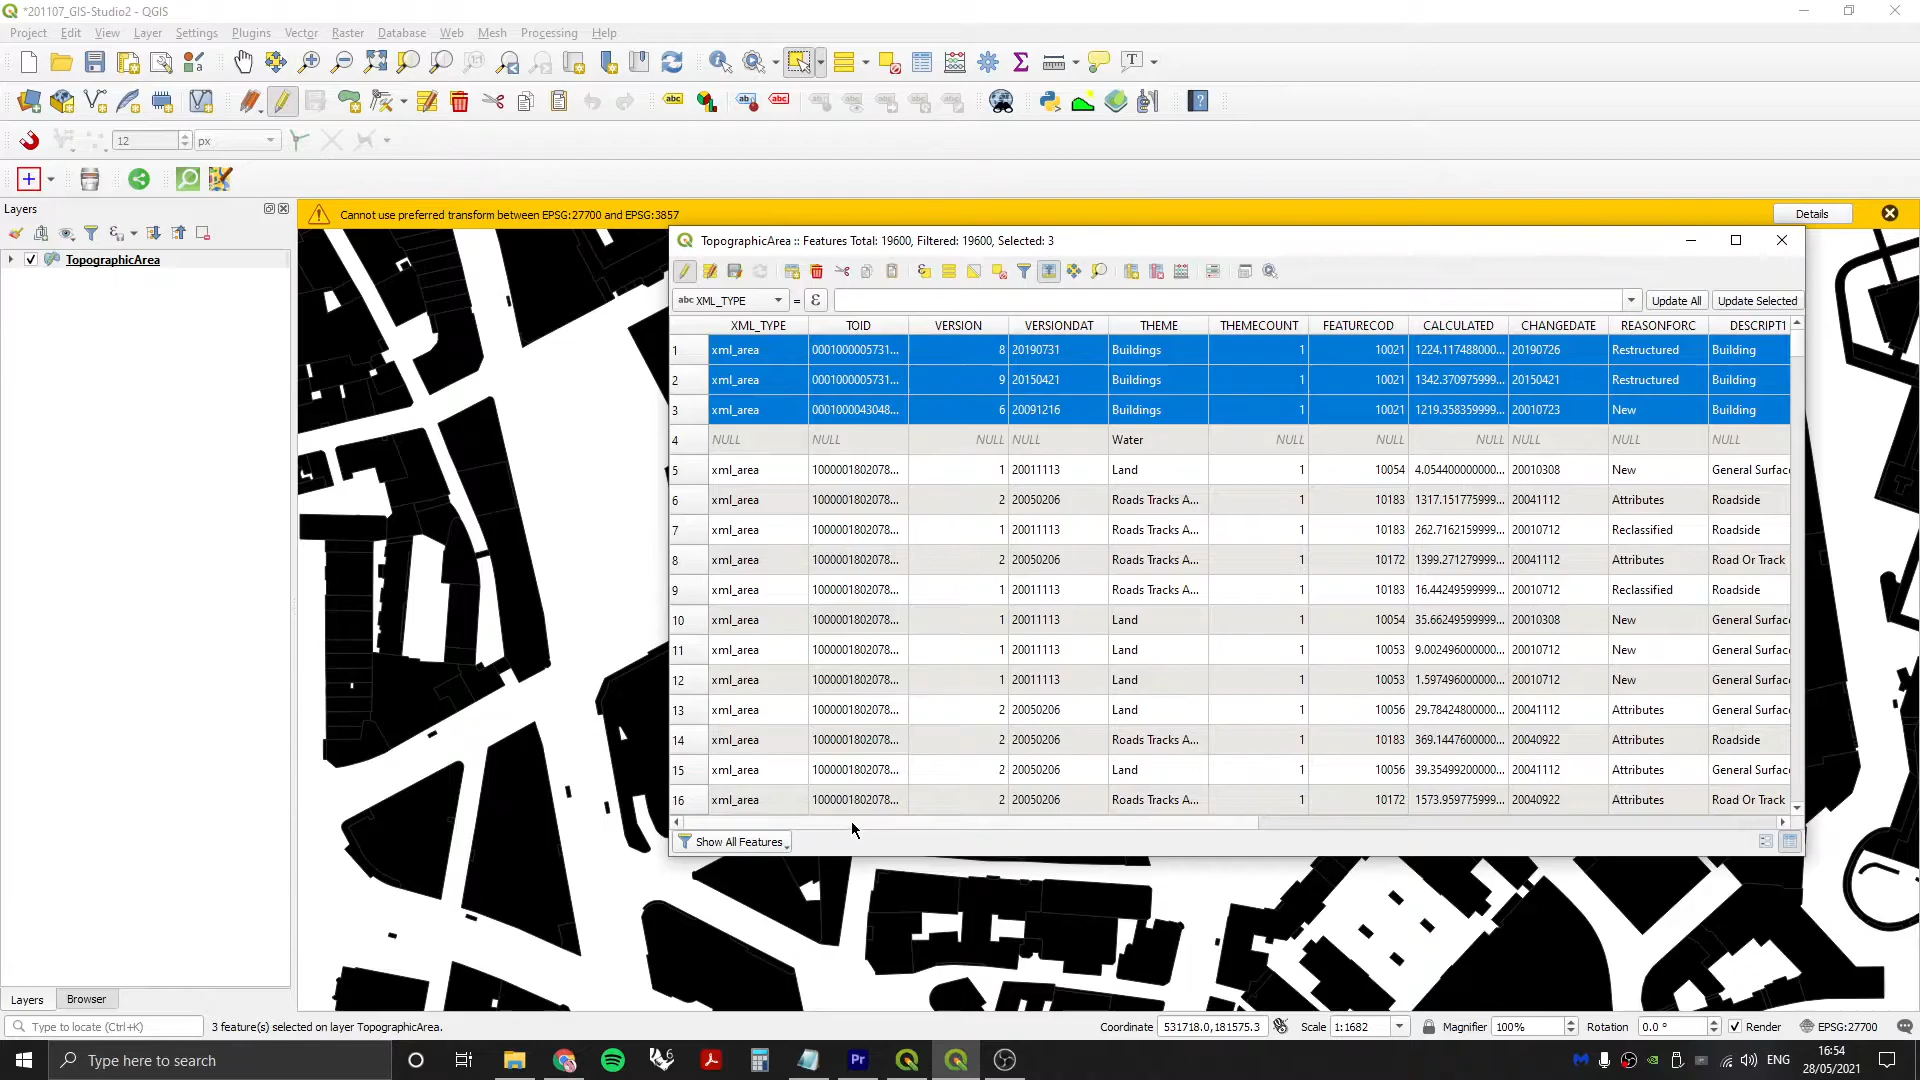 *201107_GIS-Studio2 - QGIS
Project Edit View Layer Settings Plugins Vector Raster Database Web Mesh Processing Help
12 px
Layers
Cannot use preferred transform between EPSG:27700 and EPSG:3857 Details
TopographicArea
TopographicArea :: Features Total: 19600, Filtered: 19600, Selected: 3
abc XML_TYPE = ε Update All Update Selected
XML_TYPE TOID VERSION VERSIONDAT THEME THEMECOUNT FEATURECOD CALCULATED CHANGEDATE REASONFORC DESCRIPT1
1 xml_area 0001000005731... 8 20190731 Buildings 1 10021 1224.117488000... 20190726 Restructured Building
2 xml_area 0001000005731... 9 20150421 Buildings 1 10021 1342.370975999... 20150421 Restructured Building
3 xml_area 0001000043048... 6 20091216 Buildings 1 10021 1219.358359999... 20010723 New Building
4 NULL NULL NULL NULL Water NULL NULL NULL NULL NULL NULL
5 xml_area 1000001802078... 1 20011113 Land 1 10054 4.054400000000... 20010308 New General Surfac
6 xml_area 1000001802078... 2 20050206 Roads Tracks A... 1 10183 1317.151775999... 20041112 Attributes Roadside
7 xml_area 1000001802078... 1 20011113 Roads Tracks A... 1 10183 262.7162159999... 20010712 Reclassified Roadside
8 xml_area 1000001802078... 2 20050206 Roads Tracks A... 1 10172 1399.271279999... 20041112 Attributes Road Or Track
9 xml_area 1000001802078... 1 20011113 Roads Tracks A... 1 10183 16.44249599999... 20010712 Reclassified Roadside
10 xml_area 1000001802078... 1 20011113 Land 1 10054 35.66249599999... 20010308 New General Surfac
11 xml_area 1000001802078... 1 20011113 Land 1 10053 9.002496000000... 20010712 New General Surfac
12 xml_area 1000001802078... 1 20011113 Land 1 10053 1.597496000000... 20010712 New General Surfac
13 xml_area 1000001802078... 2 20050206 Land 1 10056 29.78424800000... 20041112 Attributes General Surfac
14 xml_area 1000001802078... 2 20050206 Roads Tracks A... 1 10183 369.1447600000... 20040922 Attributes Roadside
15 xml_area 1000001802078... 2 20050206 Land 1 10056 39.35499200000... 20041112 Attributes General Surfac
16 xml_area 1000001802078... 2 20050206 Roads Tracks A... 1 10172 1573.959775999... 20040922 Attributes Road Or Track
Show All Features
Layers Browser
Type to locate (Ctrl+K) 3 feature(s) selected on layer TopographicArea. Coordinate 531718.0,181575.3 Scale 1:1682 Magnifier 100% Rotation 0.0 ° Render EPSG:27700
Type here to search Pr ENG 16:54
28/05/2021